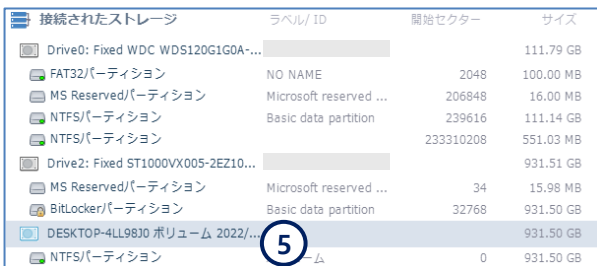 接続されたストレージ ラベル/ ID 開始セクター サイズ
Drive0: Fixed WDC WDS120G1G0A-... 111.79 GB
FAT32パーティション NO NAME 2048 100.00 MB
MS Reservedパーティション Microsoft reserved ... 206848 16.00 MB
NTFSパーティション Basic data partition 239616 111.14 GB
NTFSパーティション 233310208 551.03 MB
Drive2: Fixed ST1000VX005-2EZ10... 931.51 GB
MS Reservedパーティション Microsoft reserved ... 34 15.98 MB
BitLockerパーティション Basic data partition 32768 931.50 GB
DESKTOP-4LL98J0 ボリューム 2022/... 931.50 GB
5
NTFSパーティション ーム 0 931.50 GB